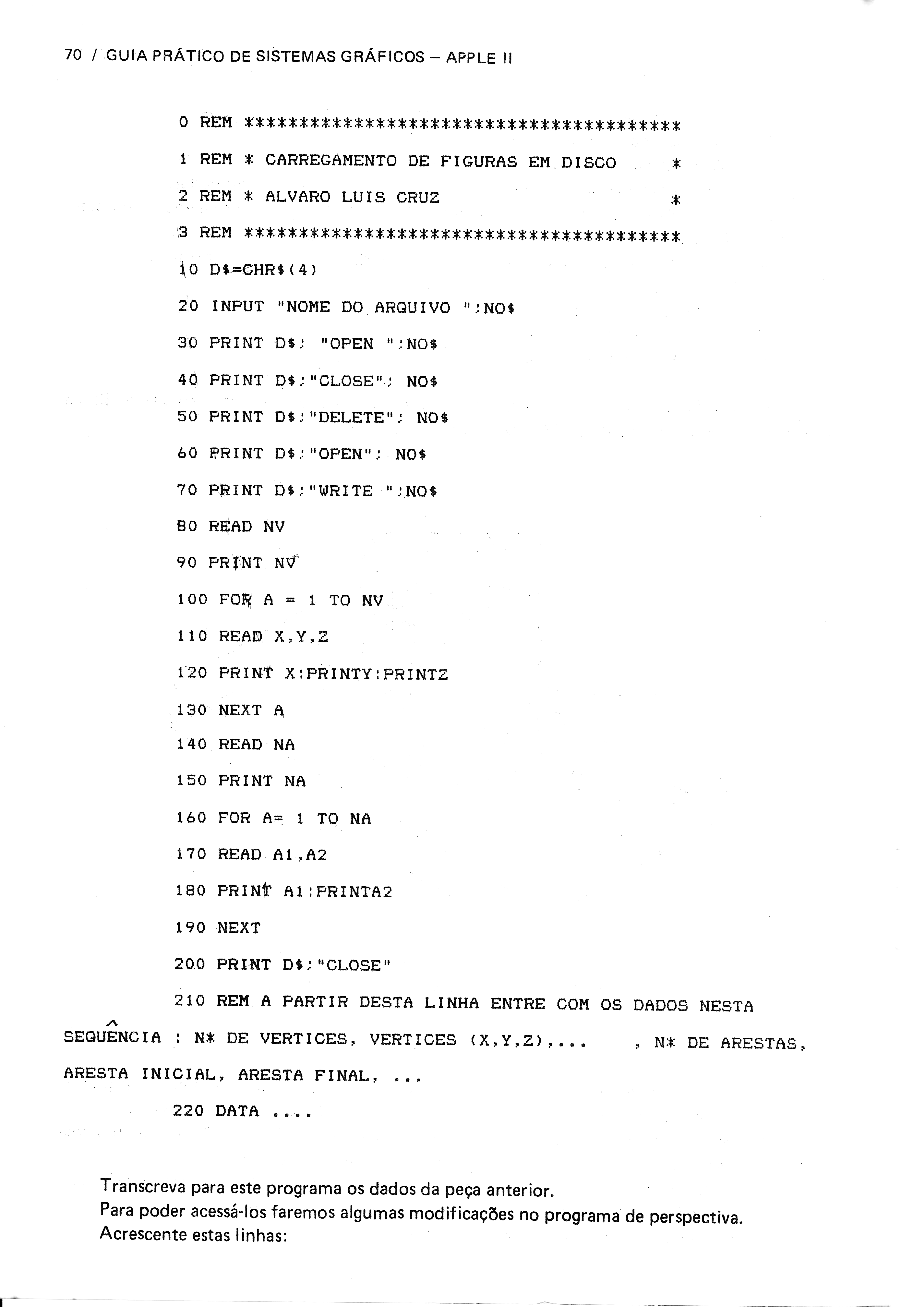 70 / GUIA PRÁTICO DE SISTEMAS GRÁFICOS – APPLE II
0 REM ****************************************
1 REM * CARREGAMENTO DE FIGURAS EM DISCO *
2 REM * ALVARO LUIS CRUZ *
3 REM ****************************************
10 D$=CHR$(4)
20 INPUT "NOME DO ARQUIVO ";NO$
30 PRINT D$; "OPEN ";NO$
40 PRINT D$;"CLOSE"; NO$
50 PRINT D$;"DELETE"; NO$
60 PRINT D$;"OPEN"; NO$
70 PRINT D$;"WRITE ";NO$
80 READ NV
90 PRINT NV
100 FOR A = 1 TO NV
110 READ X,Y,Z
120 PRINT X:PRINTY:PRINTZ
130 NEXT A
140 READ NA
150 PRINT NA
160 FOR A= 1 TO NA
170 READ A1,A2
180 PRINT A1:PRINTA2
190 NEXT
200 PRINT D$;"CLOSE"
210 REM A PARTIR DESTA LINHA ENTRE COM OS DADOS NESTA
SEQUÊNCIA : N* DE VERTICES, VERTICES (X,Y,Z),... , N* DE ARESTAS,
ARESTA INICIAL, ARESTA FINAL, ...
220 DATA ....
Transcreva para este programa os dados da peça anterior.
Para poder acessá-los faremos algumas modificações no programa de perspectiva.
Acrescente estas linhas: